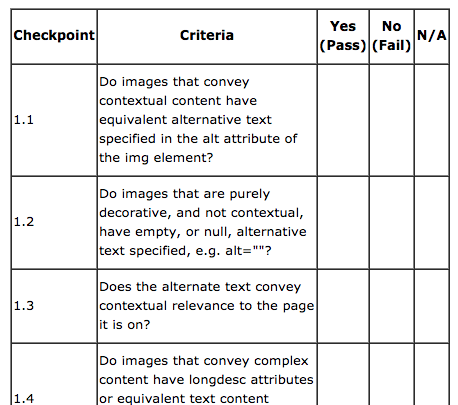 Checkpoint Criteria Yes (Pass) No (Fail) N/A
1.1 Do images that convey
contextual content have
equivalent alternative text
specified in the alt attribute of
the img element?
1.2 Do images that are purely
decorative, and not contextual,
have empty, or null, alternative
text specified, e.g. alt=""?
1.3 Does the alternate text convey
contextual relevance to the page
it is on?
1.4 Do images that convey complex
content have longdesc attributes
or equivalent text content